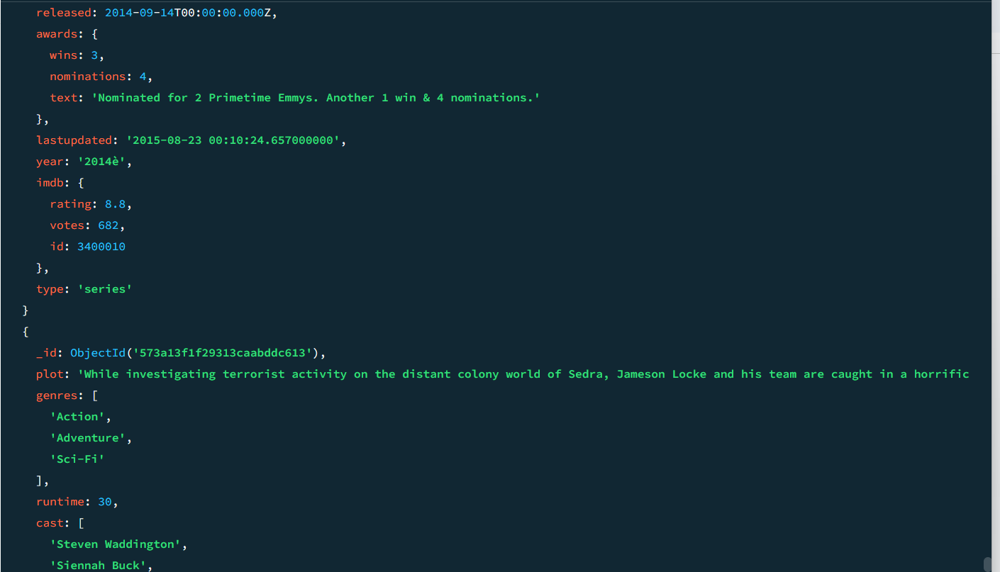 released: 2014-09-14T00:00:00.000Z,
awards: {
wins: 3,
nominations: 4,
text: 'Nominated for 2 Primetime Emmys. Another 1 win & 4 nominations.'
},
lastupdated: '2015-08-23 00:10:24.657000000',
year: '2014è',
imdb: {
rating: 8.8,
votes: 682,
id: 3400010
},
type: 'series'
}
{
_id: ObjectId('573a13f1f29313caabddc613'),
plot: 'While investigating terrorist activity on the distant colony world of Sedra, Jameson Locke and his team are caught in a horrific
genres: [
'Action',
'Adventure',
'Sci-Fi'
],
runtime: 30,
cast: [
'Steven Waddington',
'Siennah Buck',